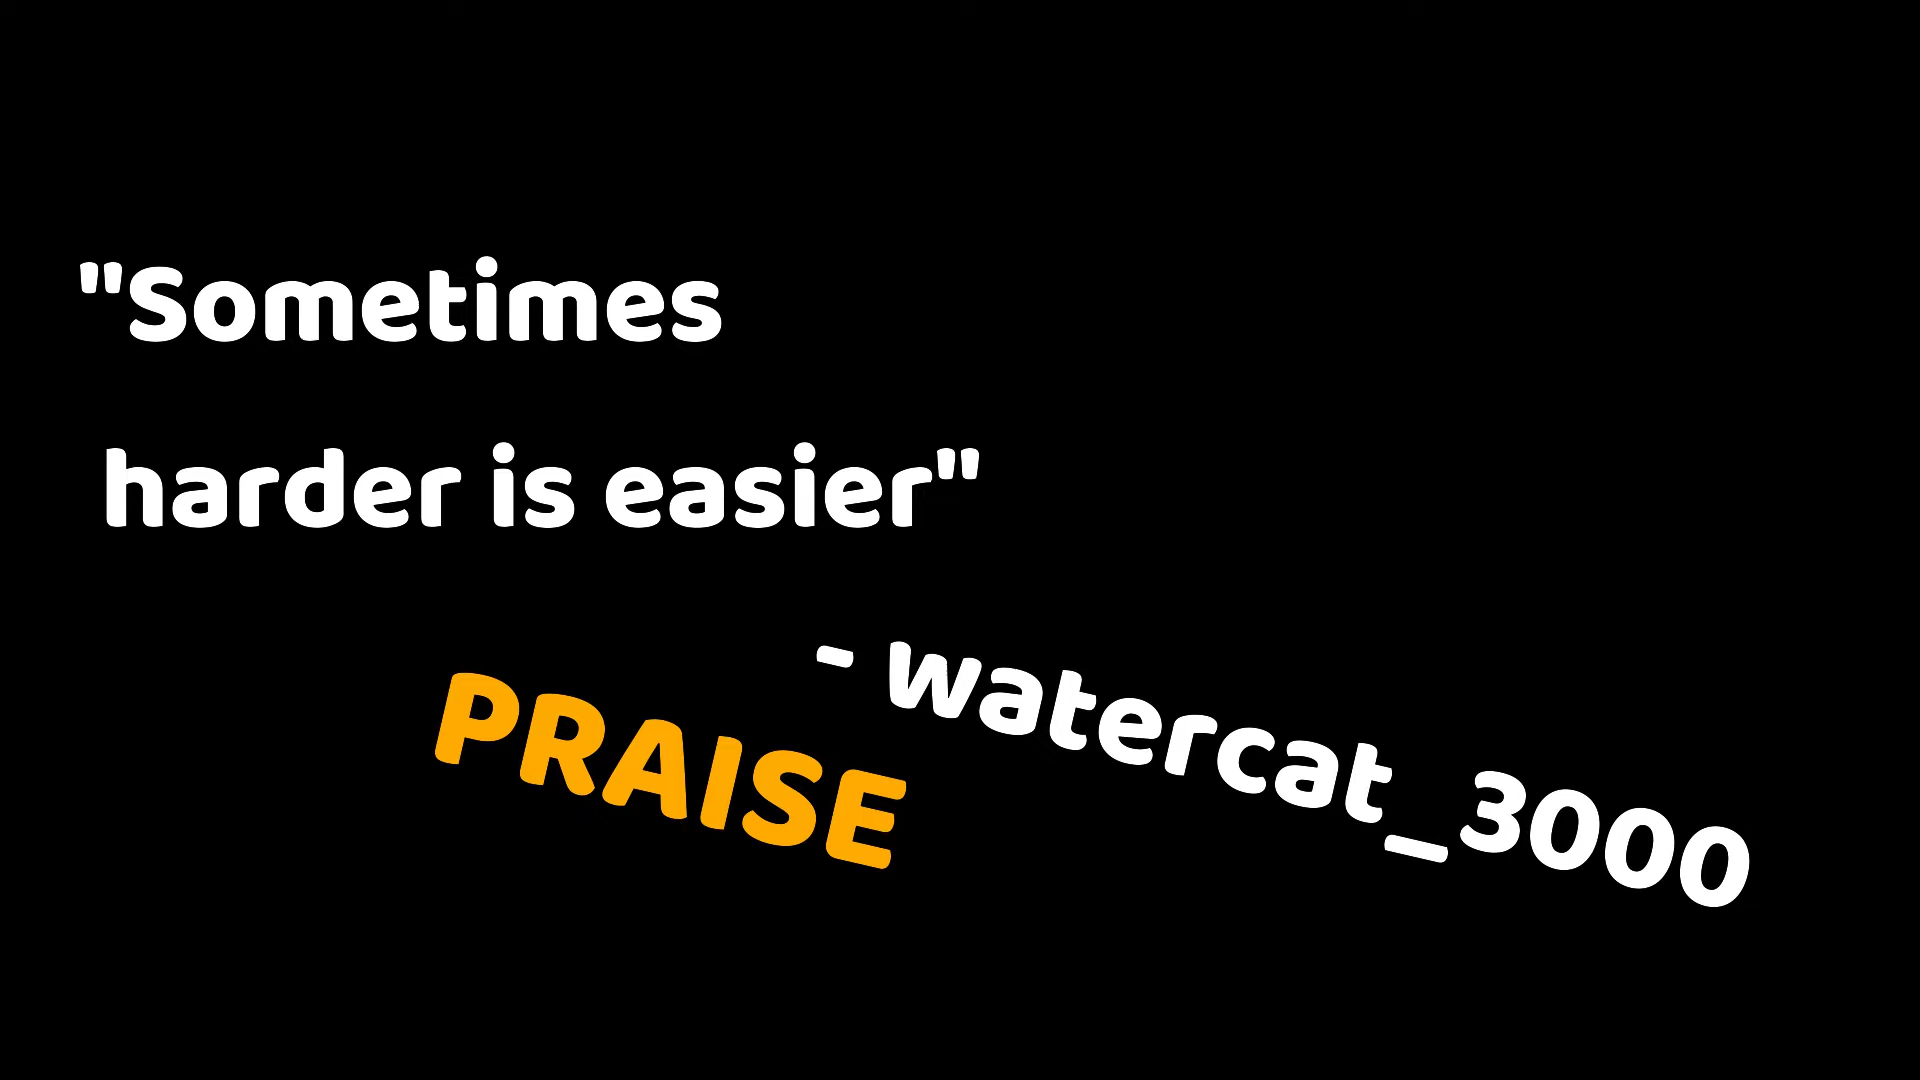 "Sometimes
harder is easier"
- watercat_3000
PRAISE